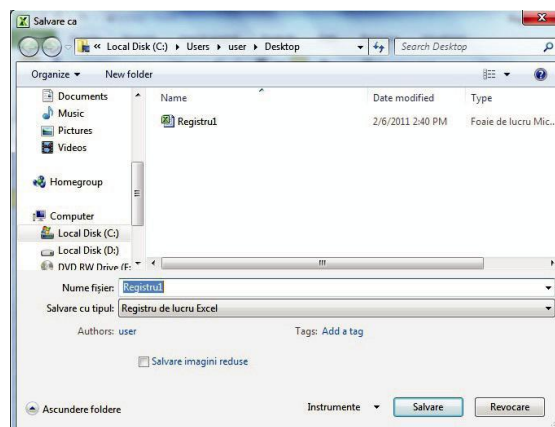 Salvare ca
« Local Disk (C:) ▸ Users ▸ user ▸ Desktop
Search Desktop
Organize ▾ New folder
Documents
Music
Pictures
Videos
Homegroup
Computer
Local Disk (C:)
Local Disk (D:)
DVD RW Drive (F:
Name Date modified Type
Registru1 2/6/2011 2:40 PM Foaie de lucru Mic...
Nume fișier: Registru1
Salvare cu tipul: Registru de lucru Excel
Authors: user Tags: Add a tag
Salvare imagini reduse
Ascundere foldere Instrumente ▾ Salvare Revocare